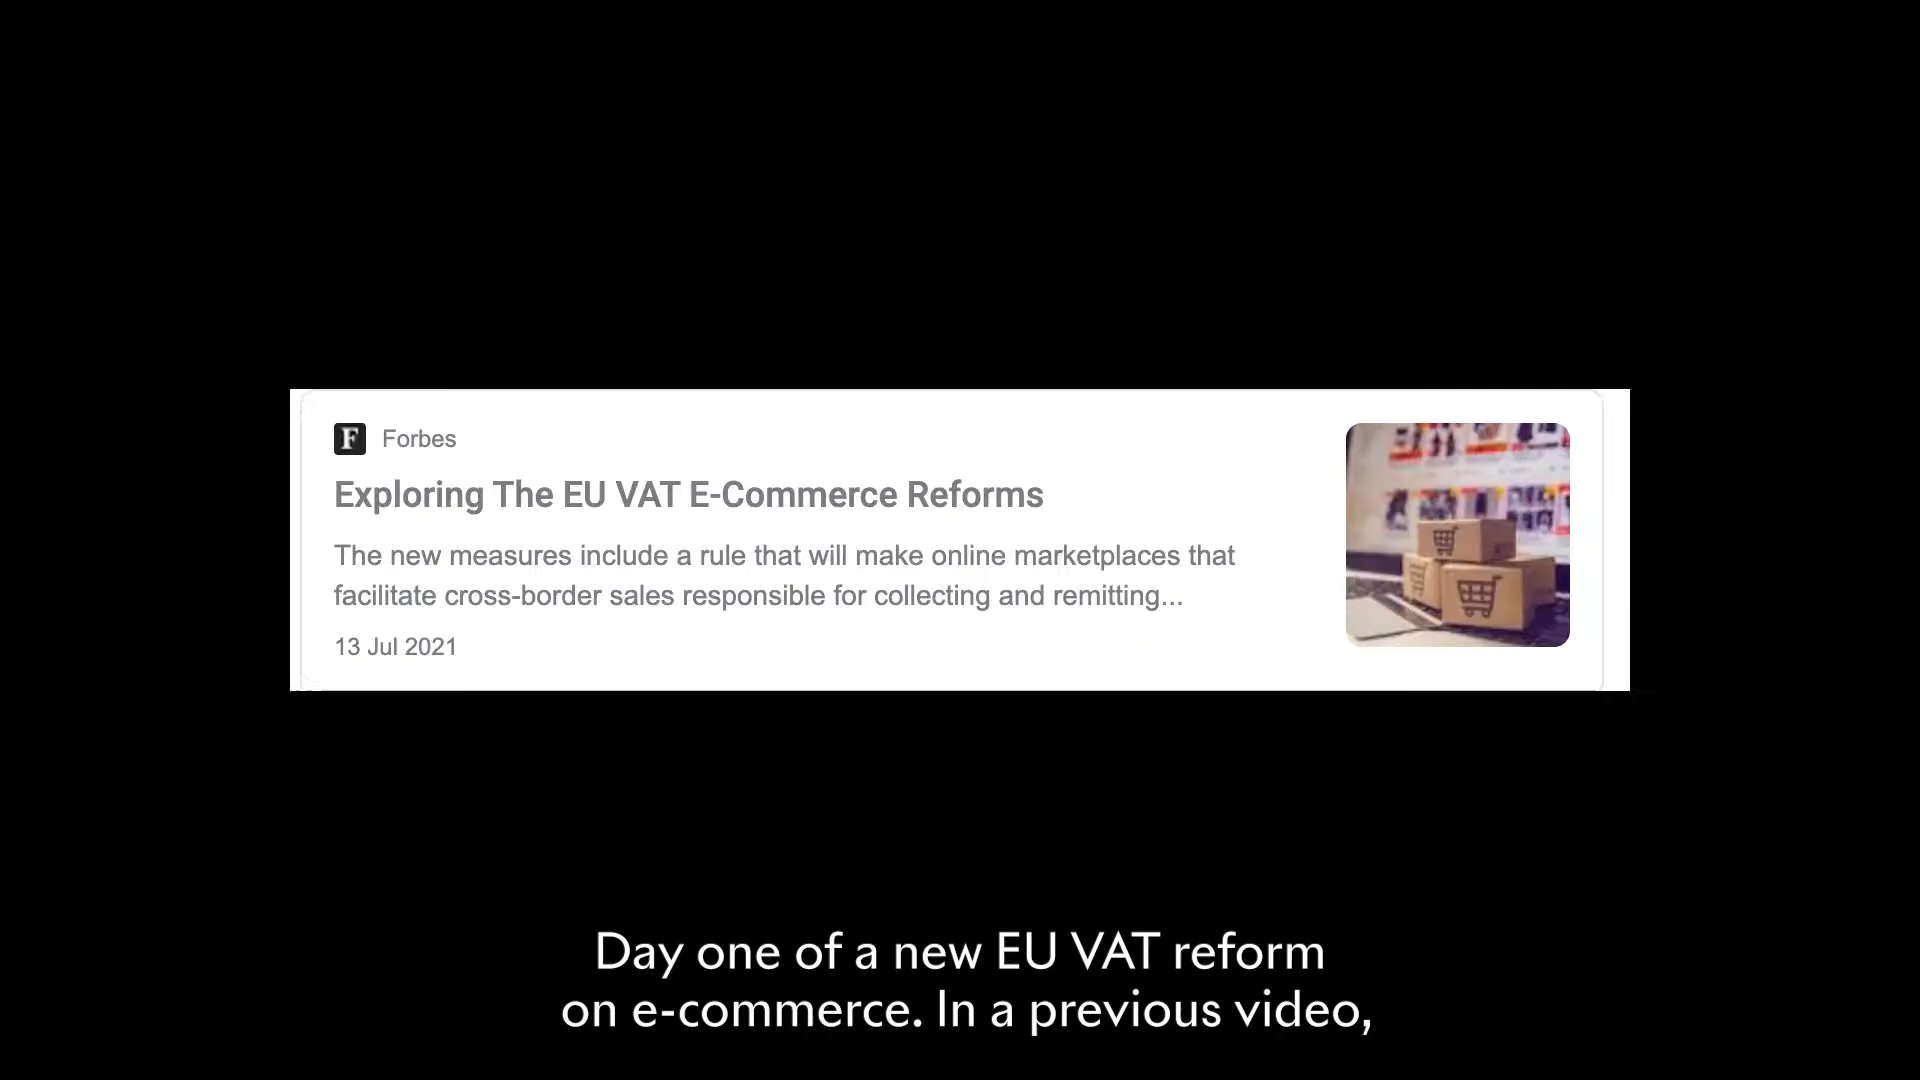 F Forbes
Exploring The EU VAT E-Commerce Reforms
The new measures include a rule that will make online marketplaces that
facilitate cross-border sales responsible for collecting and remitting...
13 Jul 2021
Day one of a new EU VAT reform
on e-commerce. In a previous video,